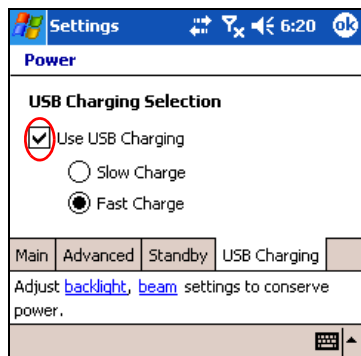 Settings 6:20 ok
Power
USB Charging Selection
Use USB Charging
Slow Charge
Fast Charge
Main Advanced Standby USB Charging
Adjust backlight, beam settings to conserve
power.